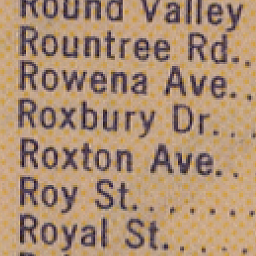 Round Valley
Rountree Rd..
Rowena Ave..
Roxbury Dr...
Roxton Ave..
Roy St.......
Royal St.....